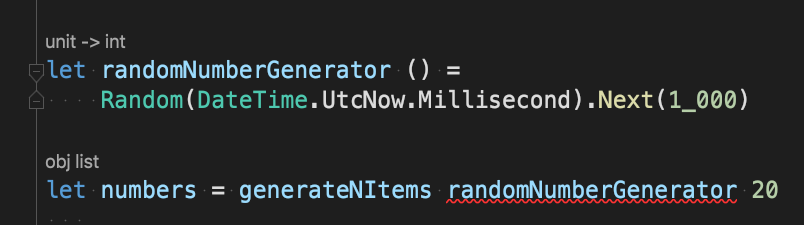 unit -> int
let randomNumberGenerator () =
Random(DateTime.UtcNow.Millisecond).Next(1_000)
obj list
let numbers = generateNItems randomNumberGenerator 20